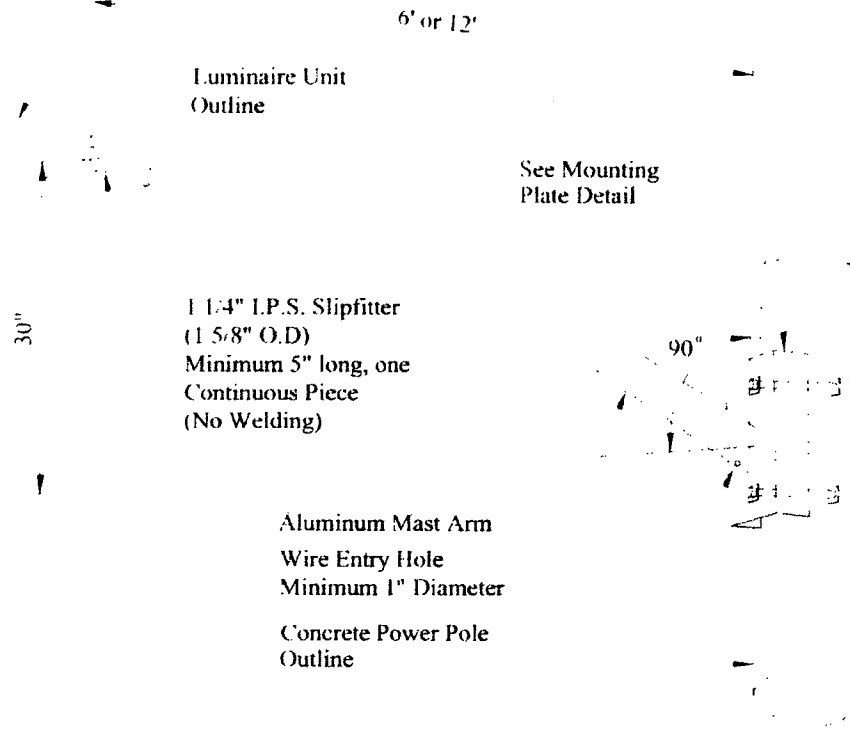 6' or 12'
Luminaire Unit
Outline
See Mounting
Plate Detail
30"
1 1/4" I.P.S. Slipfitter
(1 5/8" O.D)
Minimum 5" long, one
Continuous Piece
(No Welding)
90°
Aluminum Mast Arm
Wire Entry Hole
Minimum 1" Diameter
Concrete Power Pole
Outline